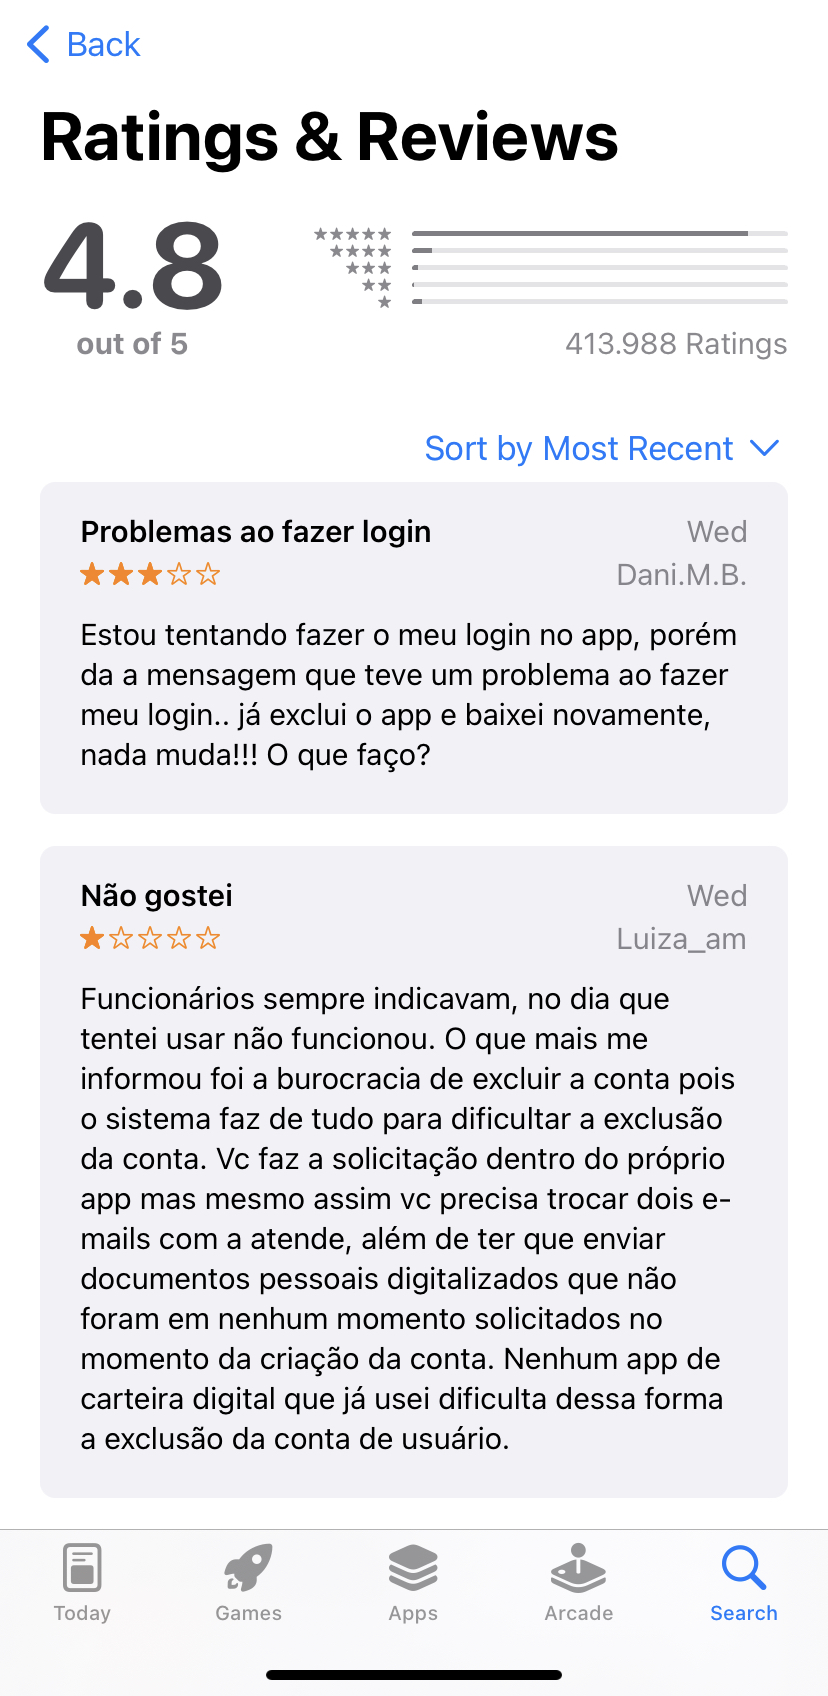 Back
Ratings & Reviews
4.8
out of 5
413.988 Ratings
Sort by Most Recent
Problemas ao fazer login
Wed
Dani.M.B.
Estou tentando fazer o meu login no app, porém
da a mensagem que teve um problema ao fazer
meu login.. já exclui o app e baixei novamente,
nada muda!!! O que faço?
Não gostei
Wed
Luiza_am
Funcionários sempre indicavam, no dia que
tentei usar não funcionou. O que mais me
informou foi a burocracia de excluir a conta pois
o sistema faz de tudo para dificultar a exclusão
da conta. Vc faz a solicitação dentro do próprio
app mas mesmo assim vc precisa trocar dois e-
mails com a atende, além de ter que enviar
documentos pessoais digitalizados que não
foram em nenhum momento solicitados no
momento da criação da conta. Nenhum app de
carteira digital que já usei dificulta dessa forma
a exclusão da conta de usuário.
Today
Games
Apps
Arcade
Search